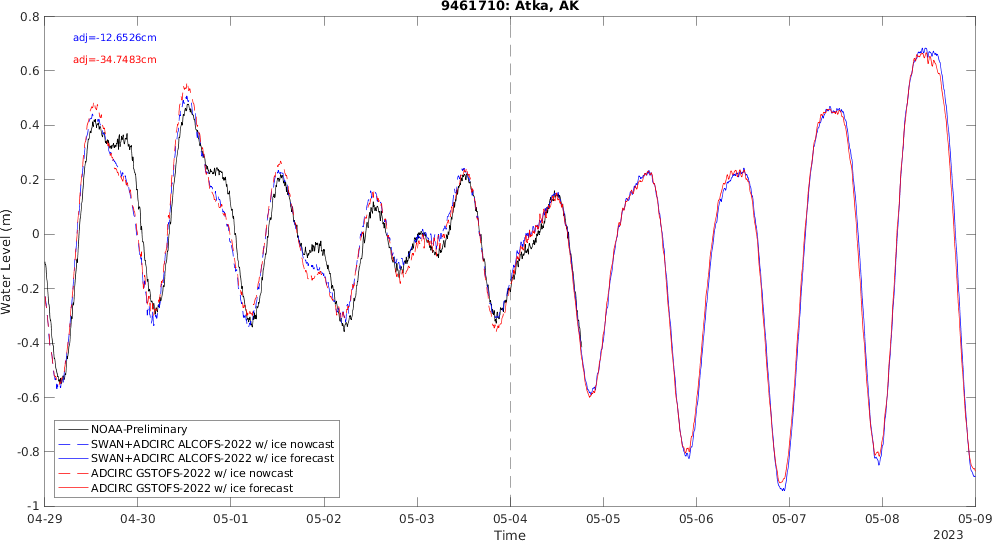 9461710: Atka, AK
adj=-12.6526cm
adj=-34.7483cm
Water Level (m)
0.8
0.6
0.4
0.2
0
-0.2
-0.4
-0.6
-0.8
-1
NOAA-Preliminary
SWAN+ADCIRC ALCOFS-2022 w/ ice nowcast
SWAN+ADCIRC ALCOFS-2022 w/ ice forecast
ADCIRC GSTOFS-2022 w/ ice nowcast
ADCIRC GSTOFS-2022 w/ ice forecast
04-29 04-30 05-01 05-02 05-03 05-04 05-05 05-06 05-07 05-08 05-09
Time
2023